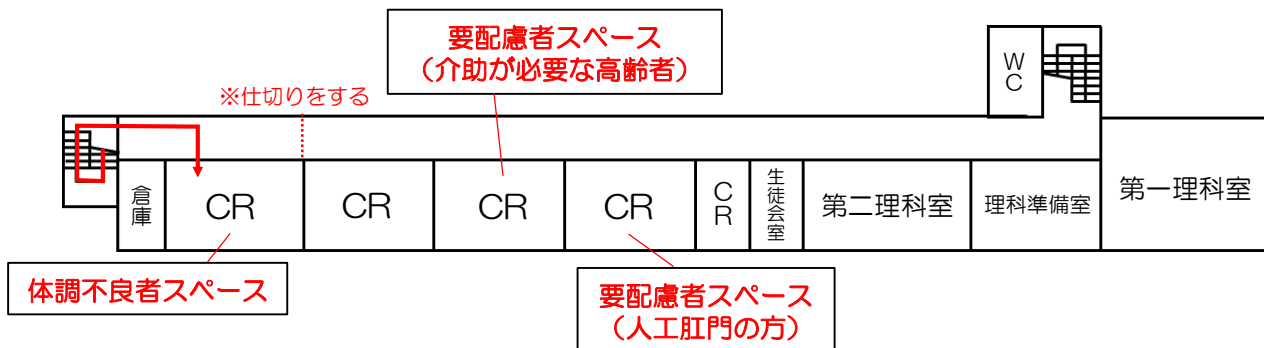 要配慮者スペース
（介助が必要な高齢者）
※仕切りをする
WC
倉庫
CR
CR
CR
CR
CR
生徒会室
第二理科室
理科準備室
第一理科室
体調不良者スペース
要配慮者スペース
（人工肛門の方）